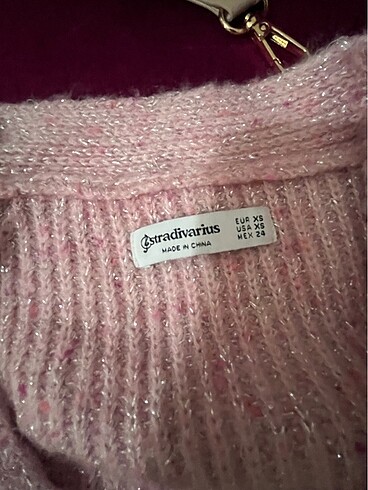 stradivarius
MADE IN CHINA
EUR XS
USA XS
MEX 24